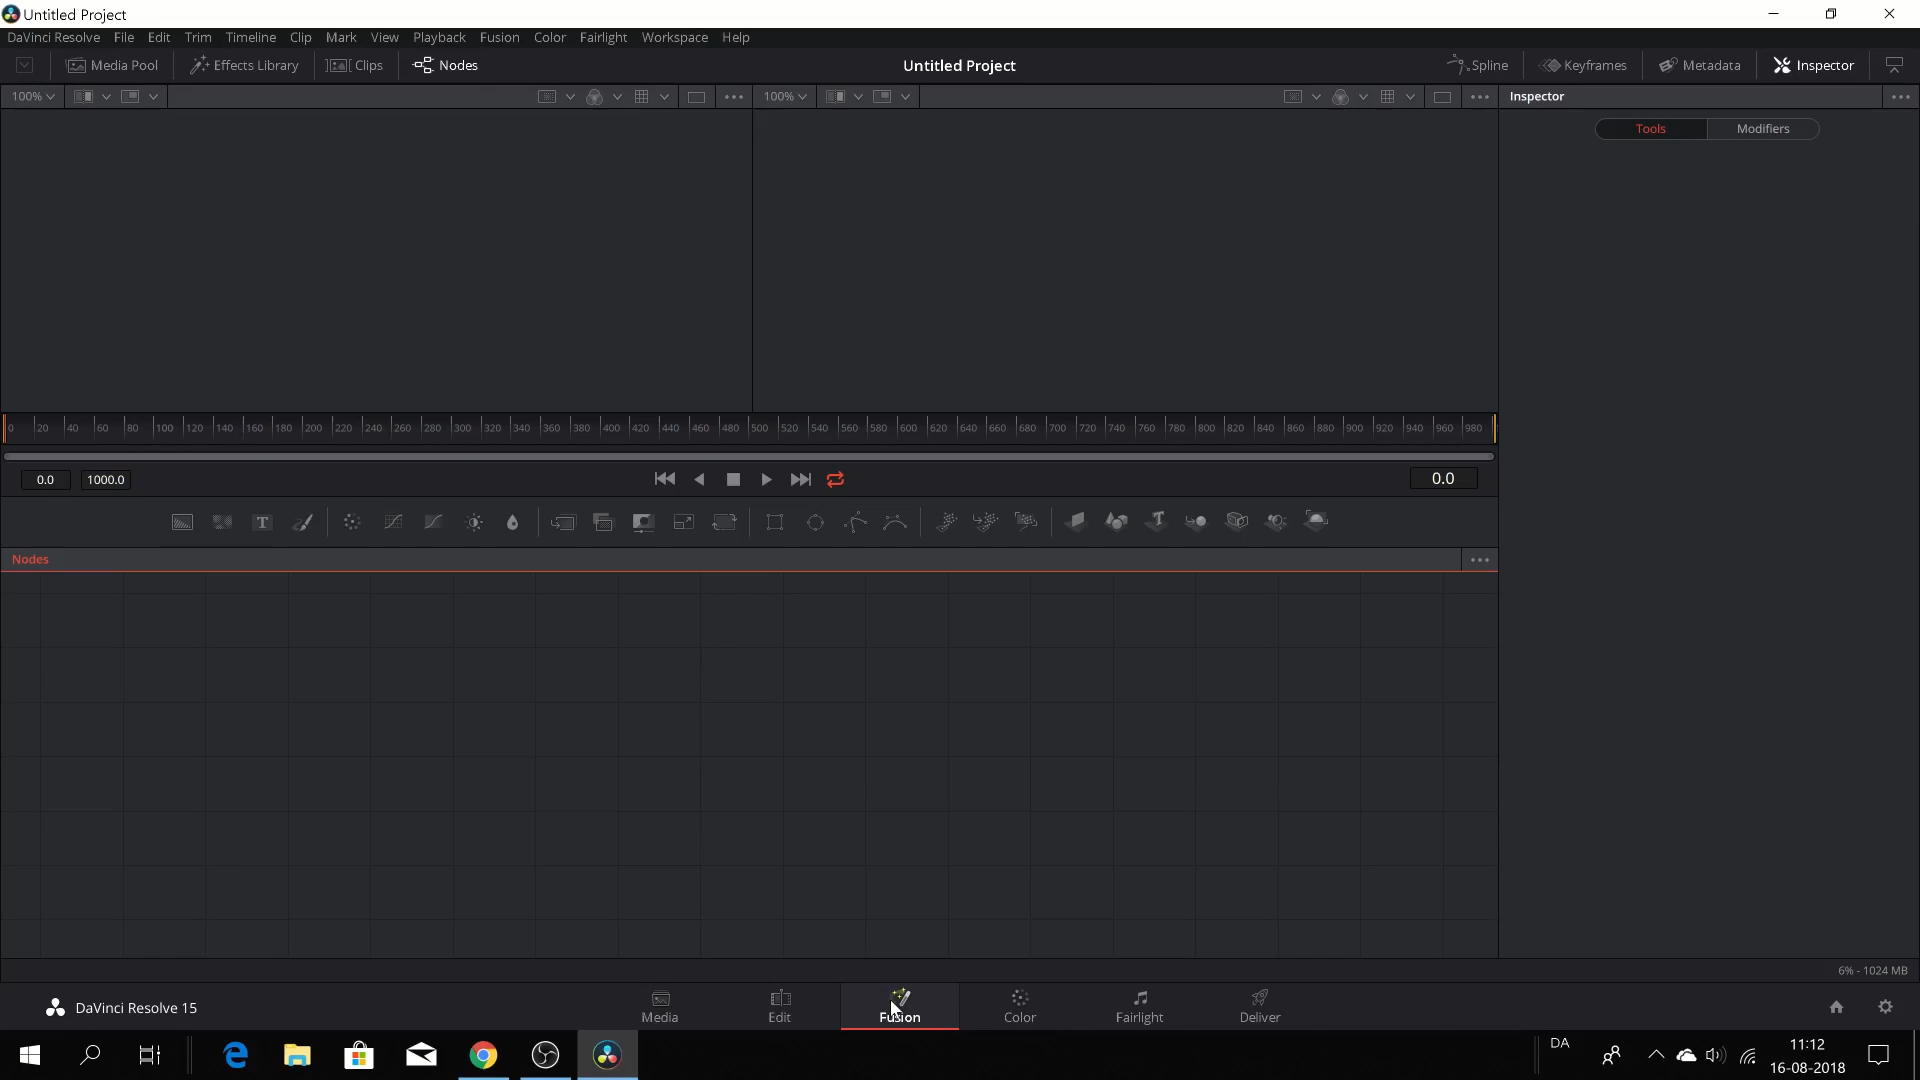 Untitled Project
DaVinci Resolve File Edit Trim Timeline Clip Mark View Playback Fusion Color Fairlight Workspace Help
Media Pool Effects Library Clips Nodes Untitled Project Spline Keyframes Metadata Inspector
100% 100% Inspector
Tools Modifiers
0 20 40 60 80 100 120 140 160 180 200 220 240 260 280 300 320 340 360 380 400 420 440 460 480 500 520 540 560 580 600 620 640 660 680 700 720 740 760 780 800 820 840 860 880 900 920 940 960 980
0.0 1000.0 0.0
Nodes
6% - 1024 MB
DaVinci Resolve 15 Media Edit Fusion Color Fairlight Deliver
DA 11:12
16-08-2018